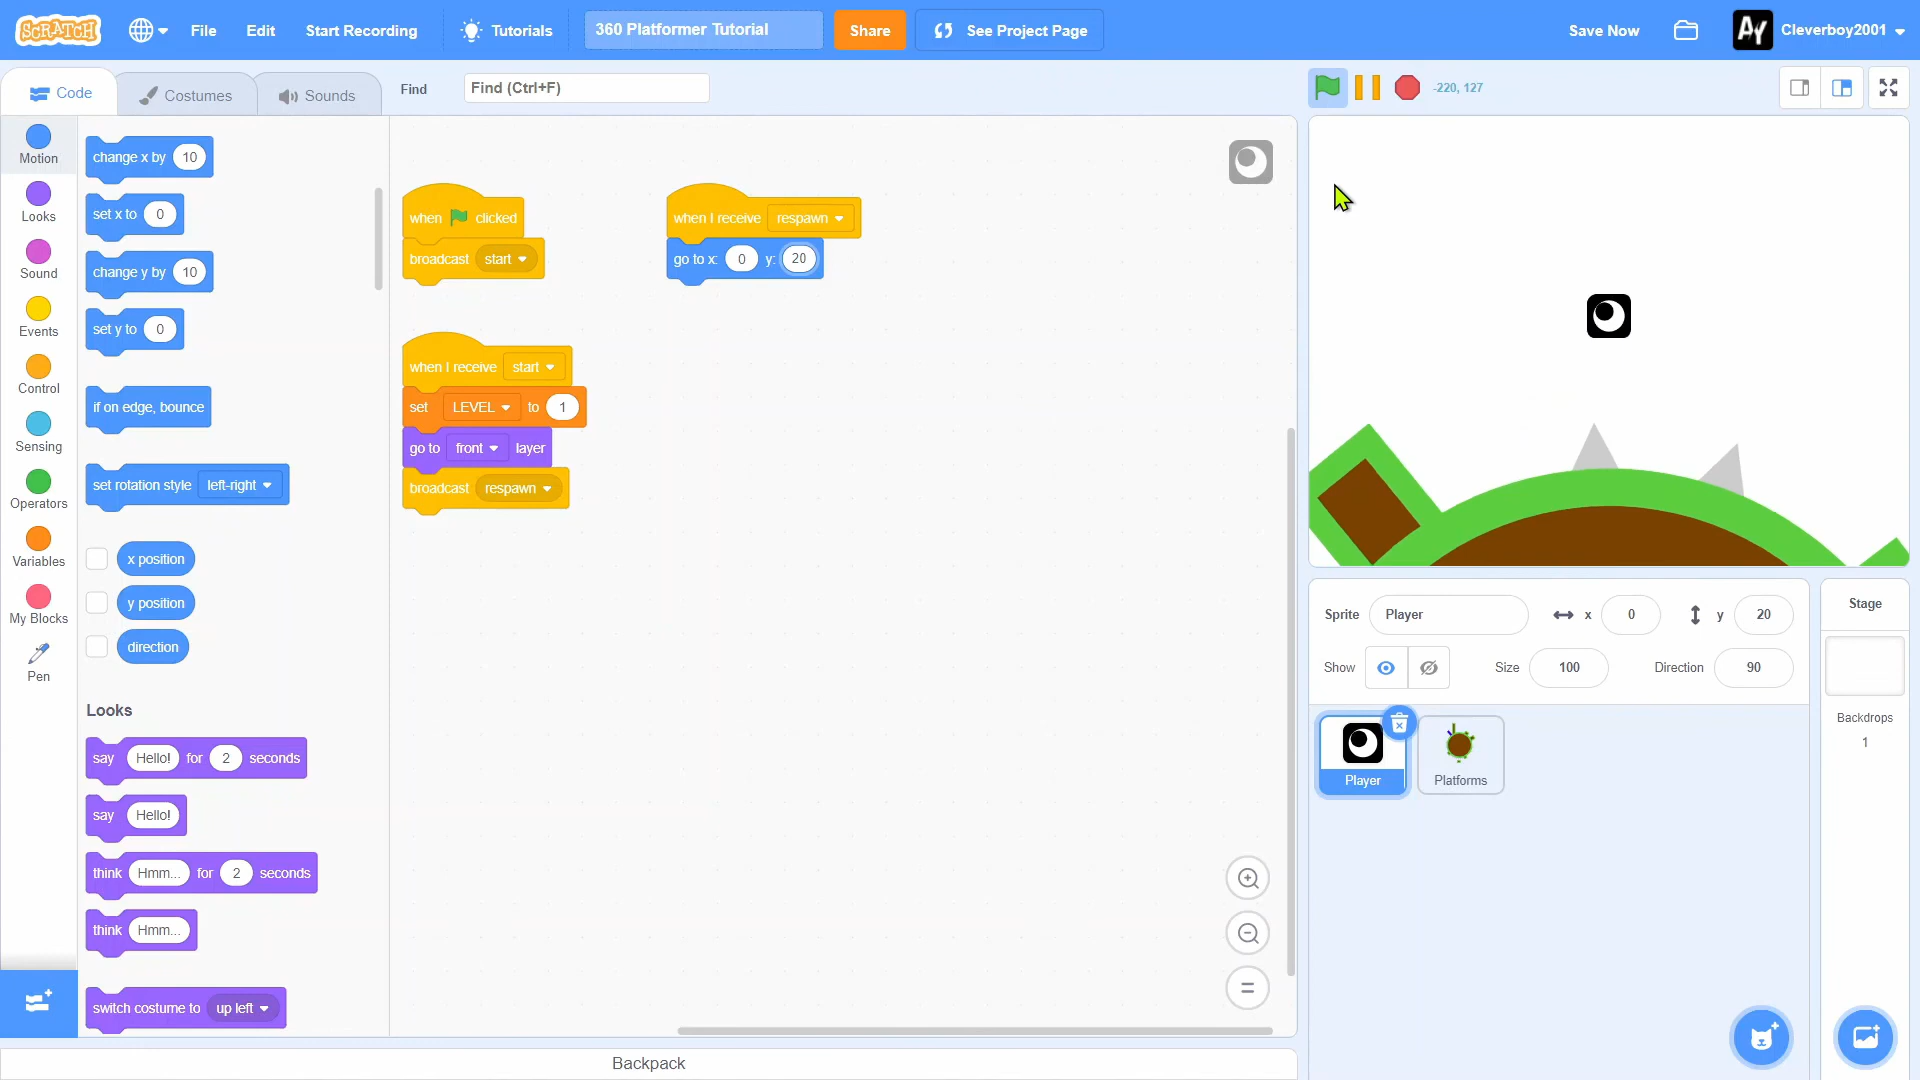 SCRATCH
File
Edit
Start Recording
Tutorials
360 Platformer Tutorial
Share
See Project Page
Save Now
Ay
Cleverboy2001
Code
Costumes
Sounds
Find
Find (Ctrl+F)
-220, 127
Motion
Looks
Sound
Events
Control
Sensing
Operators
Variables
My Blocks
Pen
change x by 10
set x to 0
change y by 10
set y to 0
if on edge, bounce
set rotation style left-right
x position
y position
direction
Looks
say Hello! for 2 seconds
say Hello!
think Hmm... for 2 seconds
think Hmm...
switch costume to up left
when clicked
broadcast start
when I receive respawn
go to x: 0 y: 20
when I receive start
set LEVEL to 1
go to front layer
broadcast respawn
Sprite Player x 0 y 20
Show Size 100 Direction 90
Player
Platforms
Stage
Backdrops
1
Backpack